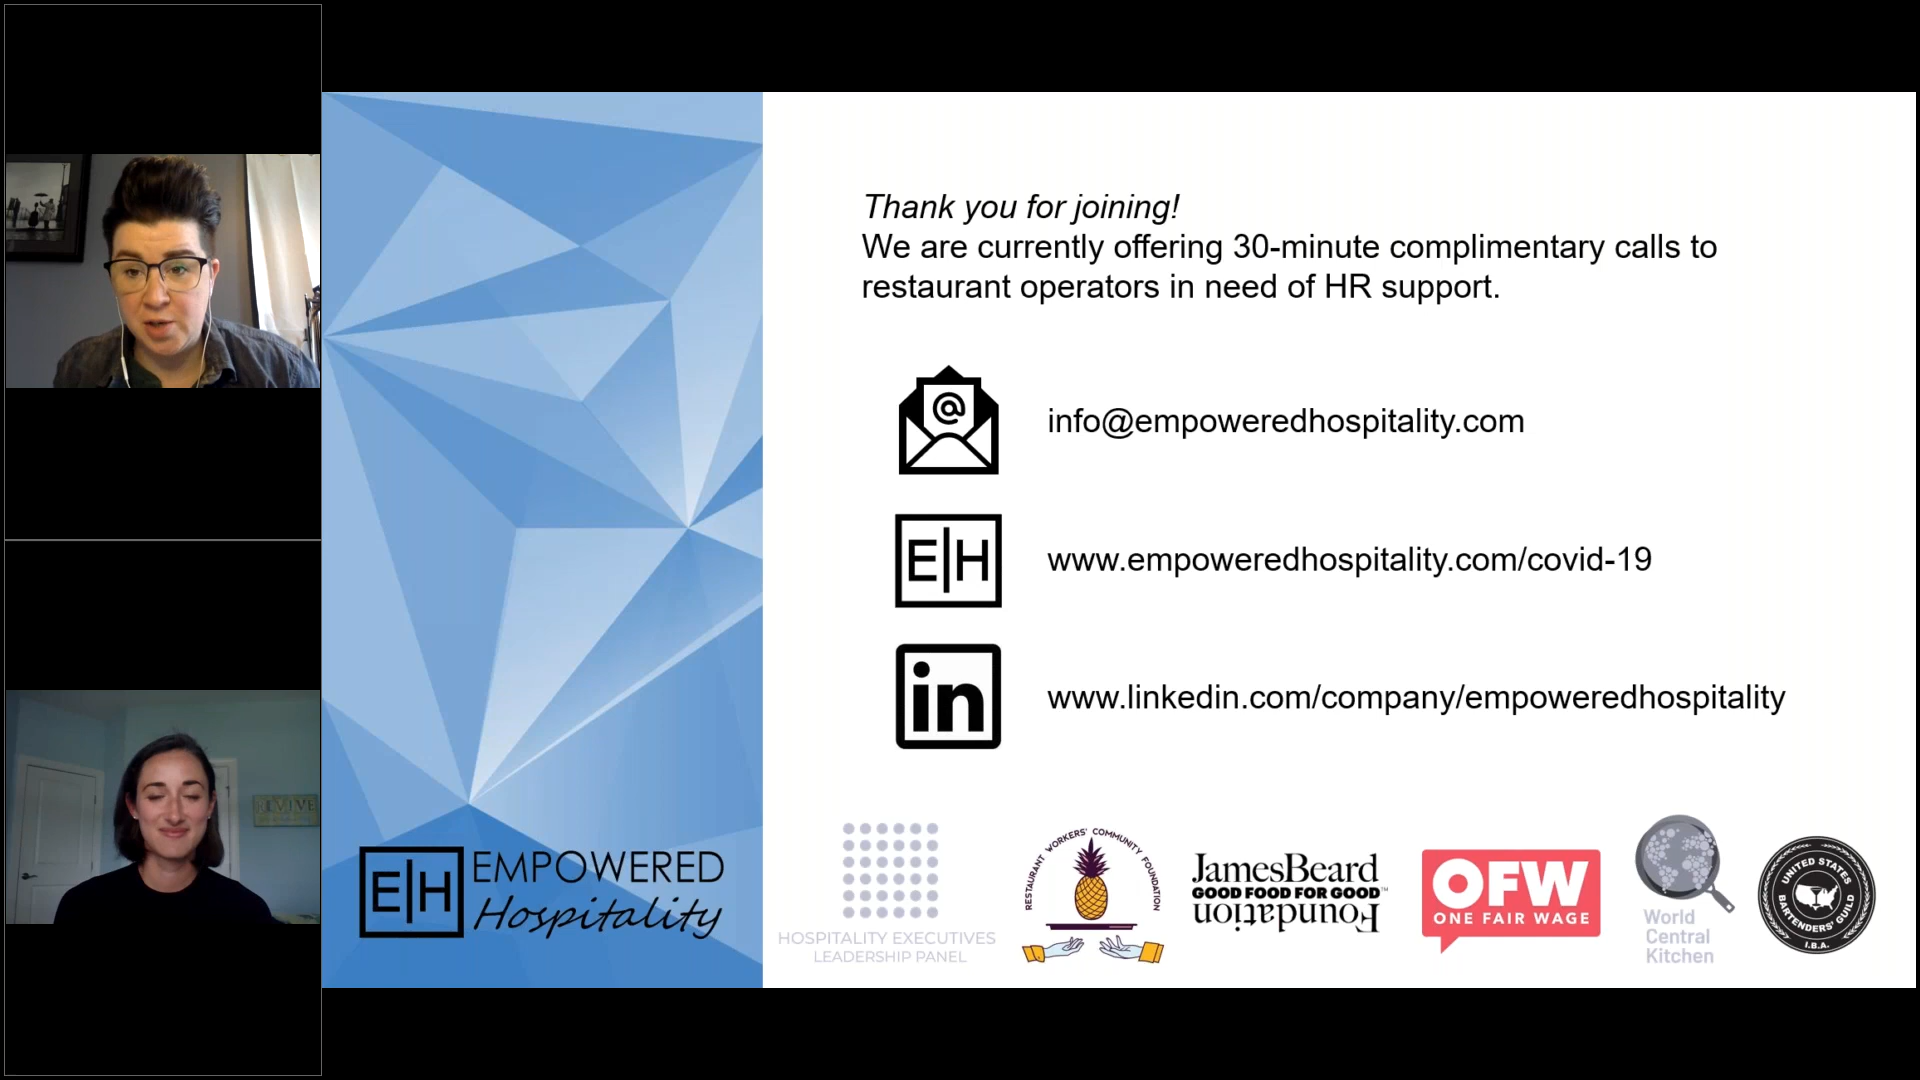 Thank you for joining!
We are currently offering 30-minute complimentary calls to
restaurant operators in need of HR support.
@
info@empoweredhospitality.com
E|H
www.empoweredhospitality.com/covid-19
in
www.linkedin.com/company/empoweredhospitality
E|H
EMPOWERED
Hospitality
HOSPITALITY EXECUTIVES
LEADERSHIP PANEL
RESTAURANT WORKERS' COMMUNITY FOUNDATION
JamesBeard
GOOD FOOD FOR GOOD™
Foundation
OFW
ONE FAIR WAGE
World
Central
Kitchen
UNITED STATES
BARTENDERS' GUILD
I.B.A.